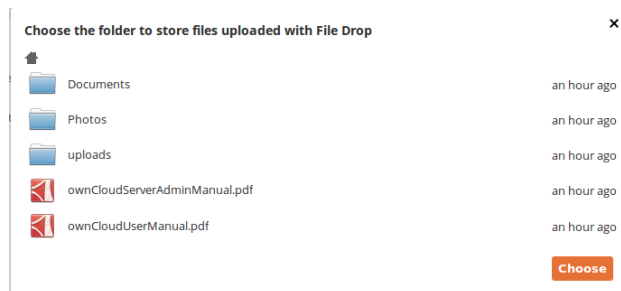 Choose the folder to store files uploaded with File Drop
Documents an hour ago
Photos an hour ago
uploads an hour ago
ownCloudServerAdminManual.pdf an hour ago
ownCloudUserManual.pdf an hour ago
Choose